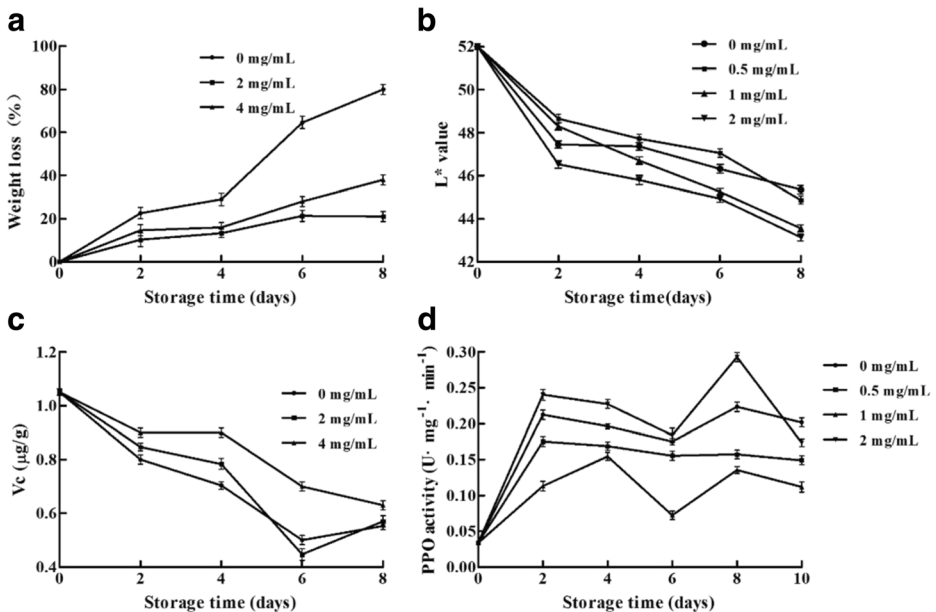 a
100
80
60
40
20
0
0 2 4 6 8
Weight loss (%)
Storage time (days)
0 mg/mL
2 mg/mL
4 mg/mL
b
52
50
48
46
44
42
0 2 4 6 8
L* value
Storage time(days)
0 mg/mL
0.5 mg/mL
1 mg/mL
2 mg/mL
c
1.2
1.0
0.8
0.6
0.4
0 2 4 6 8
Vc (μg/g)
Storage time (days)
0 mg/mL
2 mg/mL
4 mg/mL
d
0.30
0.25
0.20
0.15
0.10
0.05
0.00
0 2 4 6 8 10
PPO activity (U· mg⁻¹· min⁻¹)
Storage time (days)
0 mg/mL
0.5 mg/mL
1 mg/mL
2 mg/mL